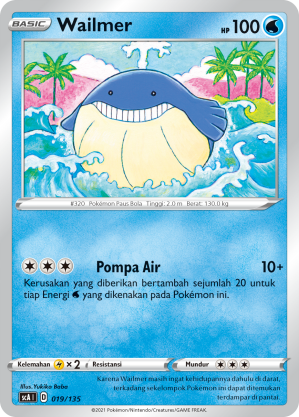 BASIC Wailmer HP 100
#320 Pokémon Paus Bola Tinggi: 2.0 m Berat: 130.0 kg
Pompa Air 10+
Kerusakan yang diberikan bertambah sejumlah 20 untuk
tiap Energi yang dikenakan pada Pokémon ini.
Kelemahan ×2 Resistansi Mundur
Illus. Yukiko Baba
Karena Wailmer masih ingat kehidupannya dahulu di darat,
terkadang sekelompok Pokémon ini dapat ditemukan di darat.
sc1 I D 019/135
©2021 Pokémon/Nintendo/Creatures/GAME FREAK.